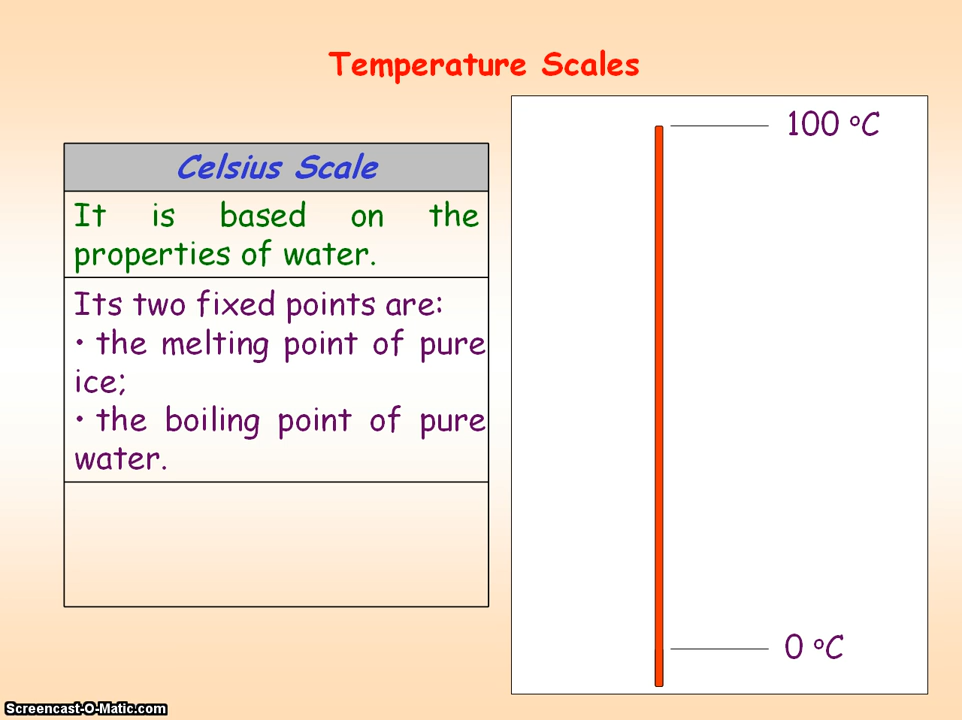 Temperature Scales
Celsius Scale
It is based on the
properties of water.
Its two fixed points are:
• the melting point of pure
ice;
• the boiling point of pure
water.
100 °C
0 °C
Screencast-O-Matic.com